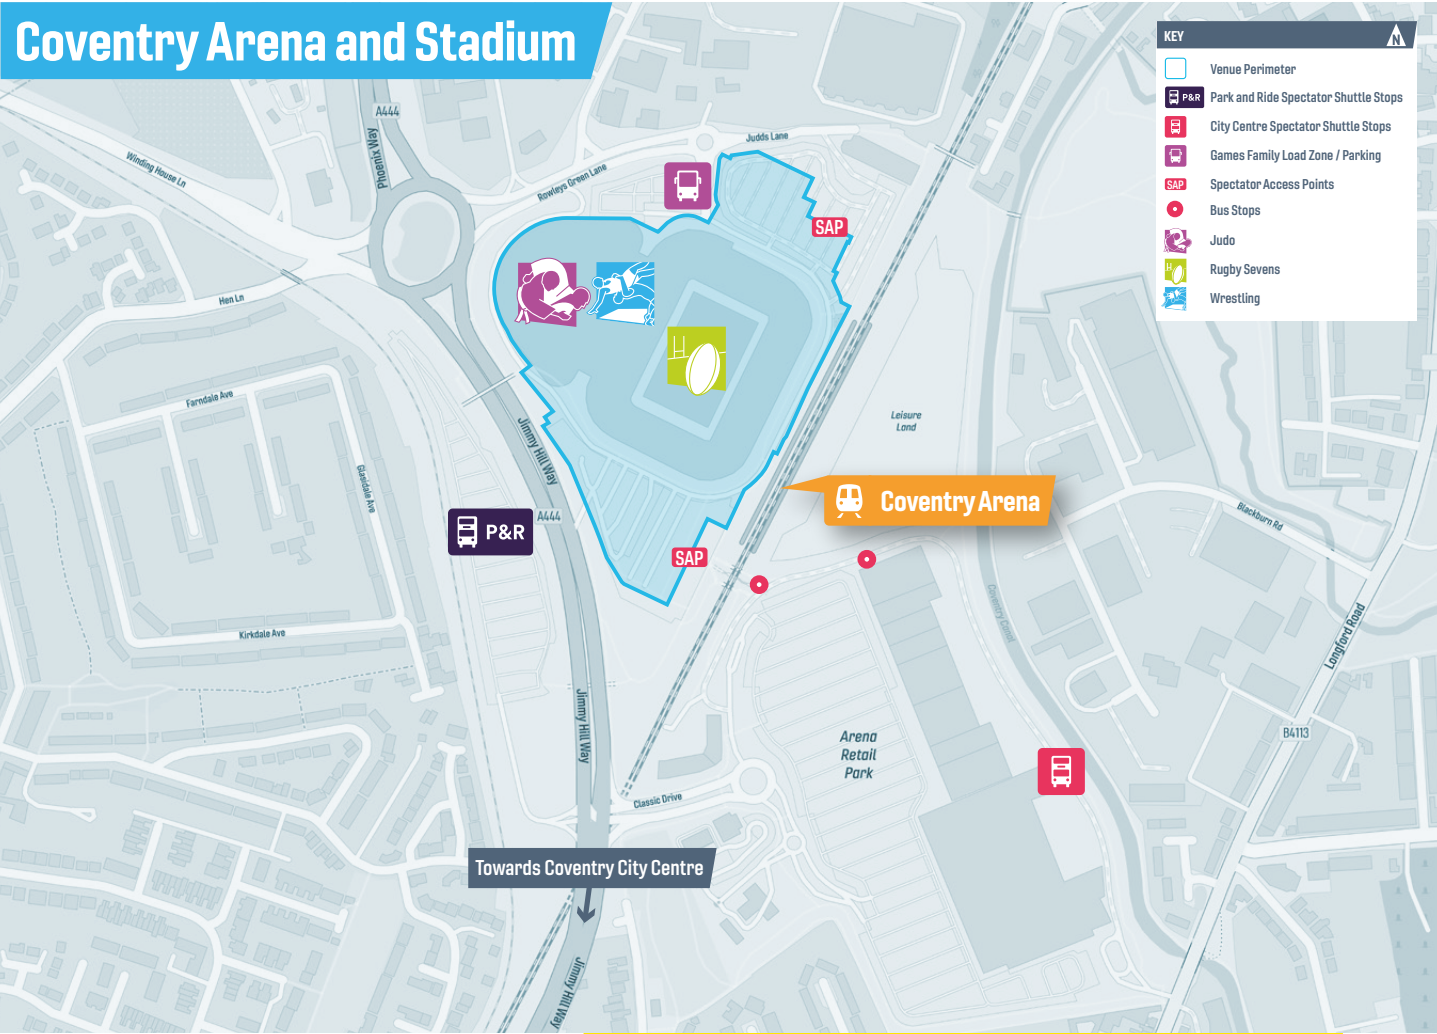 Coventry Arena and Stadium
KEY
N
Venue Perimeter
P&R Park and Ride Spectator Shuttle Stops
City Centre Spectator Shuttle Stops
Games Family Load Zone / Parking
SAP Spectator Access Points
Bus Stops
Judo
Rugby Sevens
Wrestling
A444
Phoenix Way
Winding House Ln
Judds Lane
Rowleys Green Lane
SAP
Hen Ln
Farndale Ave
Glaisdale Ave
Jimmy Hill Way
Leisure
Land
Coventry Arena
A444
P&R
SAP
Blackburn Rd
Coventry Canal
Longford Road
Kirkdale Ave
Jimmy Hill Way
Arena
Retail
Park
B4113
Classic Drive
Towards Coventry City Centre
Jimmy Hill Way